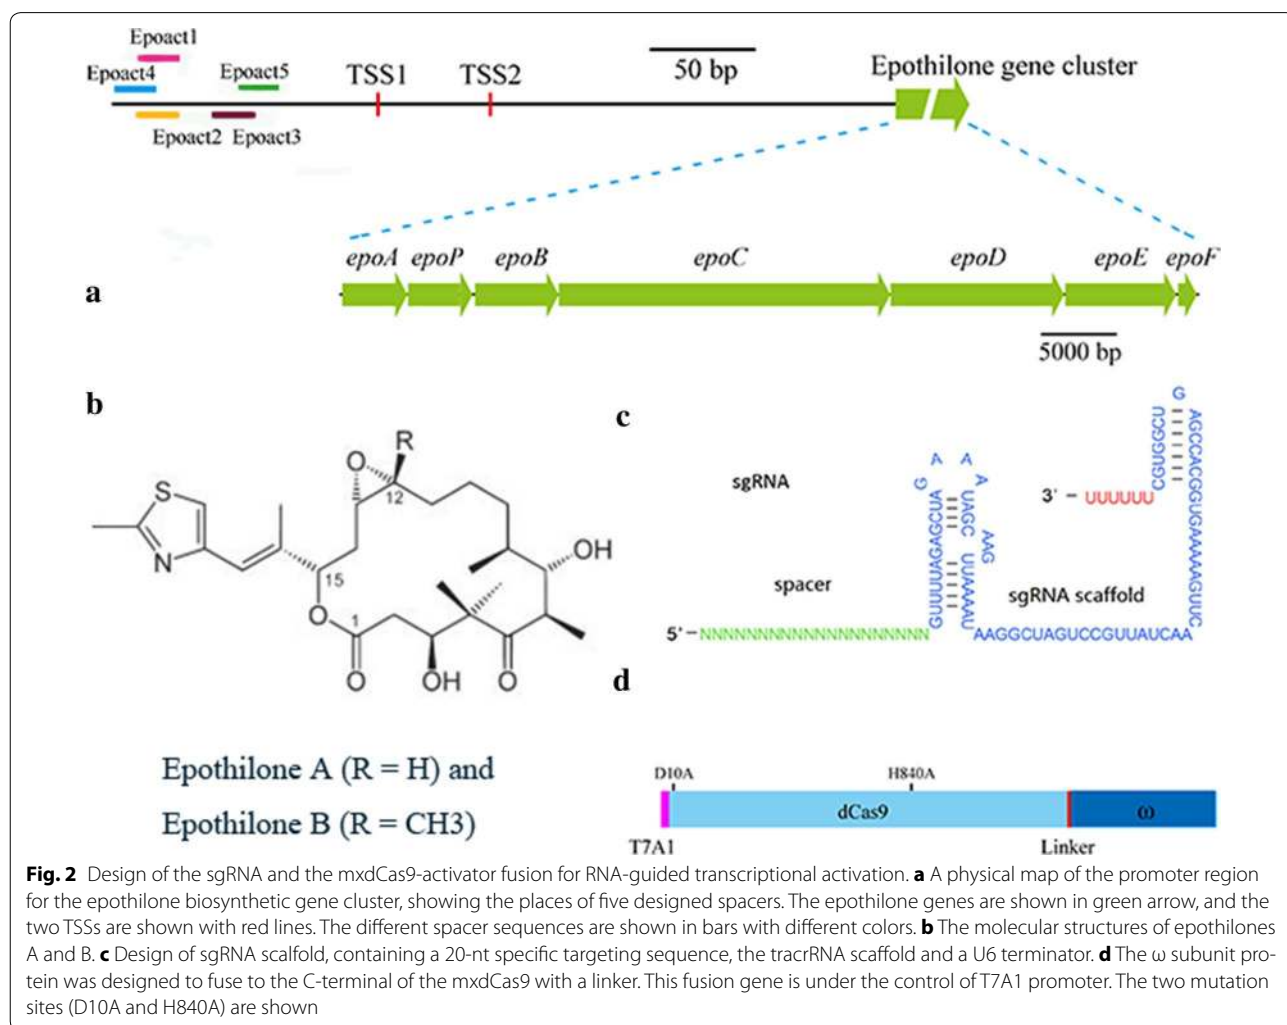 Epoact1
Epoact4
Epoact5
TSS1
TSS2
50 bp
Epothilone gene cluster
Epoact2
Epoact3
epoA
epoP
epoB
epoC
epoD
epoE
epoF
a
5000 bp
b
R
O
12
S
N
15
OH
O
1
O
OH
O
Epothilone A (R = H) and
Epothilone B (R = CH3)
c
sgRNA
spacer
5'
NNNNNNNNNNNNNNNNNNNN
GUUUUAGAGCUA
G
A
A
A
UAGC
AAG
UUAAAAU
AAGGCUAGUCCGUUAUCAA
sgRNA scaffold
CUUGAAAAAGUGGCACCGA
G
UCGGUGC
3'
UUUUUU
d
D10A
H840A
dCas9
ω
T7A1
Linker
Fig. 2 Design of the sgRNA and the mxdCas9-activator fusion for RNA-guided transcriptional activation. a A physical map of the promoter region
for the epothilone biosynthetic gene cluster, showing the places of five designed spacers. The epothilone genes are shown in green arrow, and the
two TSSs are shown with red lines. The different spacer sequences are shown in bars with different colors. b The molecular structures of epothilones
A and B. c Design of sgRNA scalfold, containing a 20-nt specific targeting sequence, the tracrRNA scaffold and a U6 terminator. d The ω subunit pro-
tein was designed to fuse to the C-terminal of the mxdCas9 with a linker. This fusion gene is under the control of T7A1 promoter. The two mutation
sites (D10A and H840A) are shown